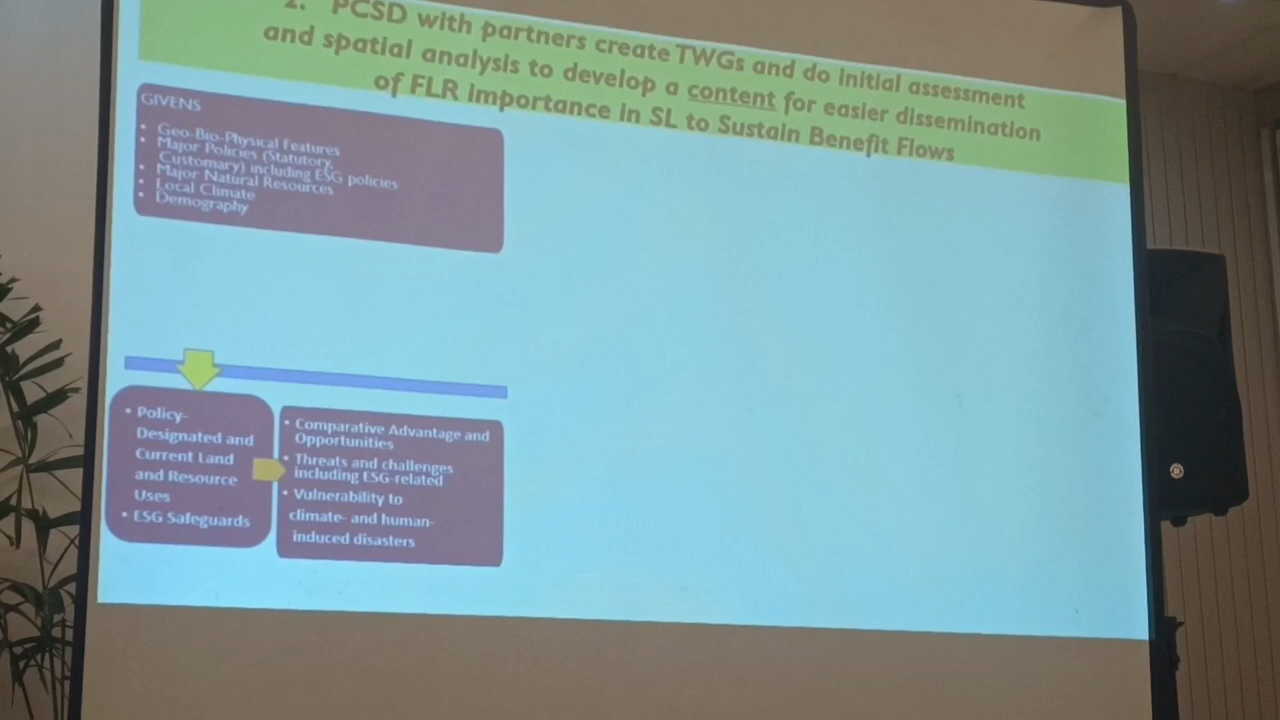 2. PCSD with partners create TWGs and do initial assessment
and spatial analysis to develop a content for easier dissemination
of FLR importance in SL to Sustain Benefit Flows
GIVENS
• Geo-Bio-Physical Features
• Major Policies (Statutory,
Customary) including ESG policies
• Major Natural Resources
• Local Climate
• Demography
• Policy-
Designated and
Current Land
and Resource
Uses
• ESG Safeguards
• Comparative Advantage and
Opportunities
• Threats and challenges
including ESG-related
• Vulnerability to
climate- and human-
induced disasters